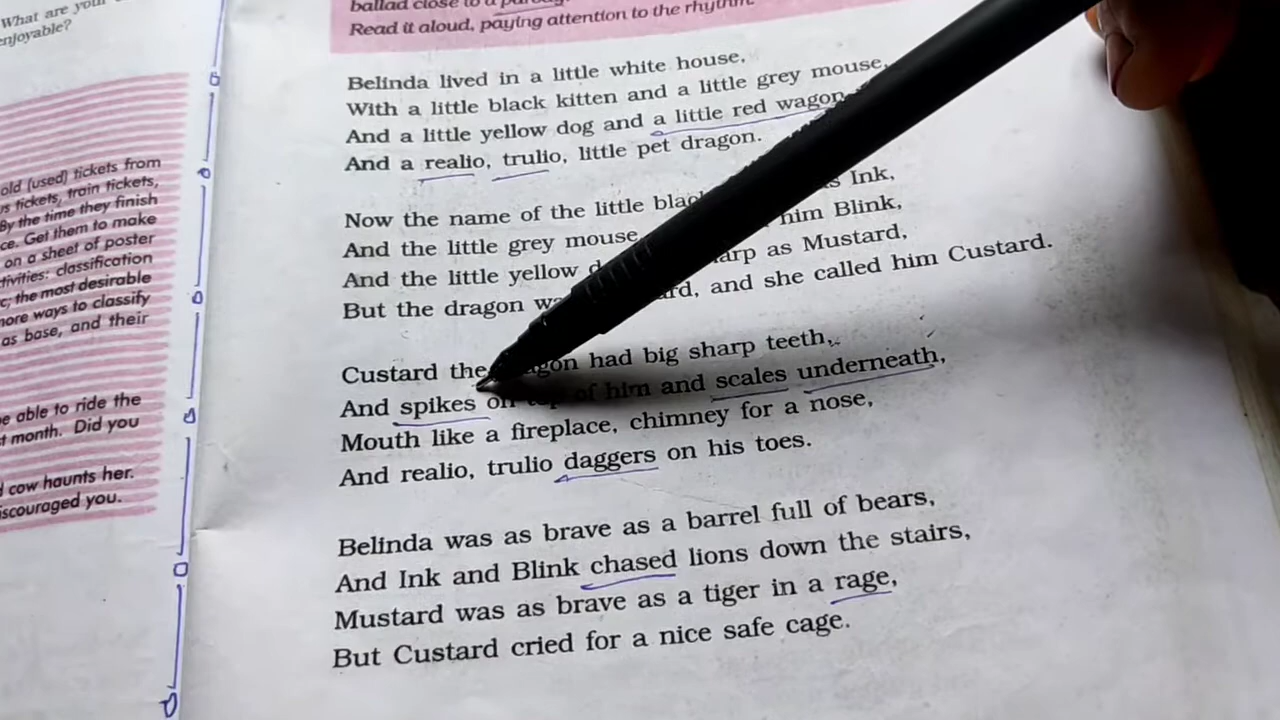 What are your
enjoyable?
old (used) tickets from
s tickets, train tickets,
By the time they finish
ce. Get them to make
on a sheet of poster
tivities: classification
c; the most desirable
more ways to classify
as base, and their
e able to ride the
t month. Did you
cow haunts her.
iscouraged you.
ballad close to a
Read it aloud, paying attention to the rhythm.
Belinda lived in a little white house,
With a little black kitten and a little grey mouse,
And a little yellow dog and a little red wagon,
And a realio, trulio, little pet dragon.
Now the name of the little black Ink,
And the little grey mouse, him Blink,
And the little yellow arp as Mustard,
But the dragon wa rd, and she called him Custard.
Custard the agon had big sharp teeth,
And spikes on top of him and scales underneath,
Mouth like a fireplace, chimney for a nose,
And realio, trulio daggers on his toes.
Belinda was as brave as a barrel full of bears,
And Ink and Blink chased lions down the stairs,
Mustard was as brave as a tiger in a rage,
But Custard cried for a nice safe cage.